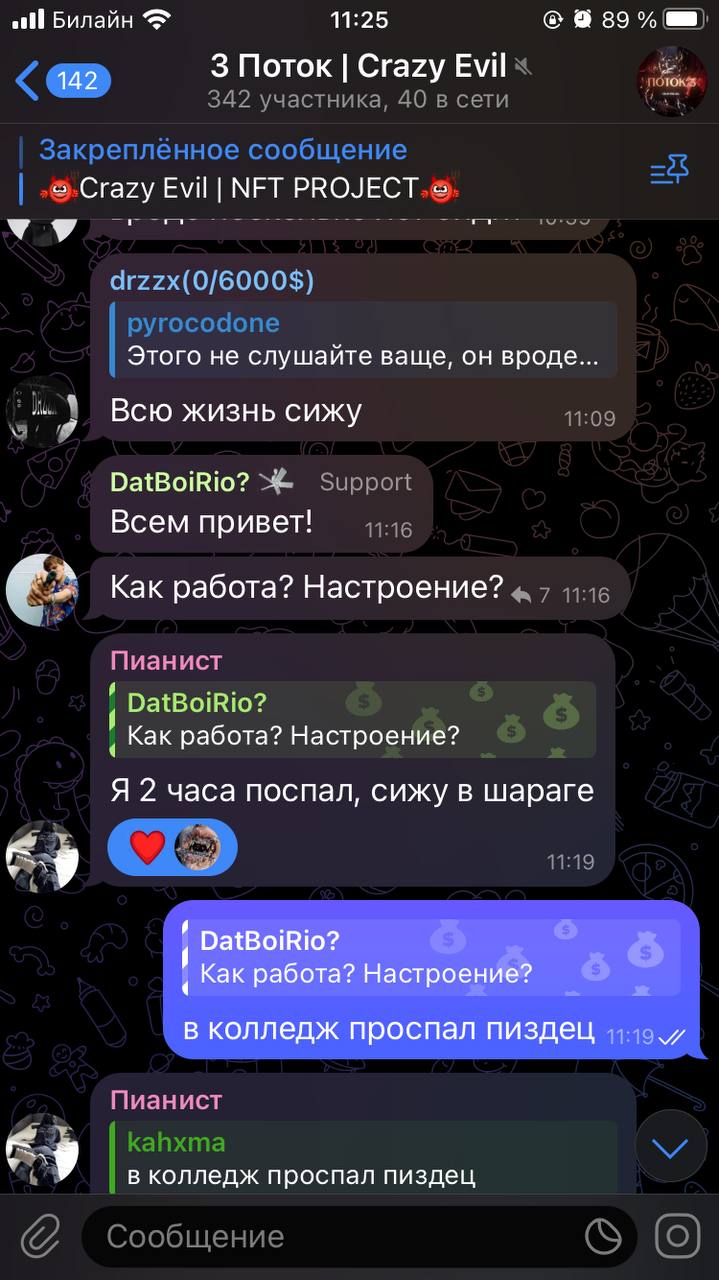 Билайн 11:25 89 %
142 3 Поток | Crazy Evil
342 участника, 40 в сети
ПОТОК 3
Закреплённое сообщение
Crazy Evil | NFT PROJECT
10:59
drzzx(0/6000$)
pyrocodone
Этого не слушайте ваще, он вроде...
Всю жизнь сижу 11:09
DatBoiRio? Support
Всем привет! 11:16
Как работа? Настроение? 7 11:16
Пианист
DatBoiRio?
Как работа? Настроение?
Я 2 часа поспал, сижу в шараге
11:19
DatBoiRio?
Как работа? Настроение?
в колледж проспал пиздец 11:19
Пианист
kahxma
в колледж проспал пиздец
Сообщение